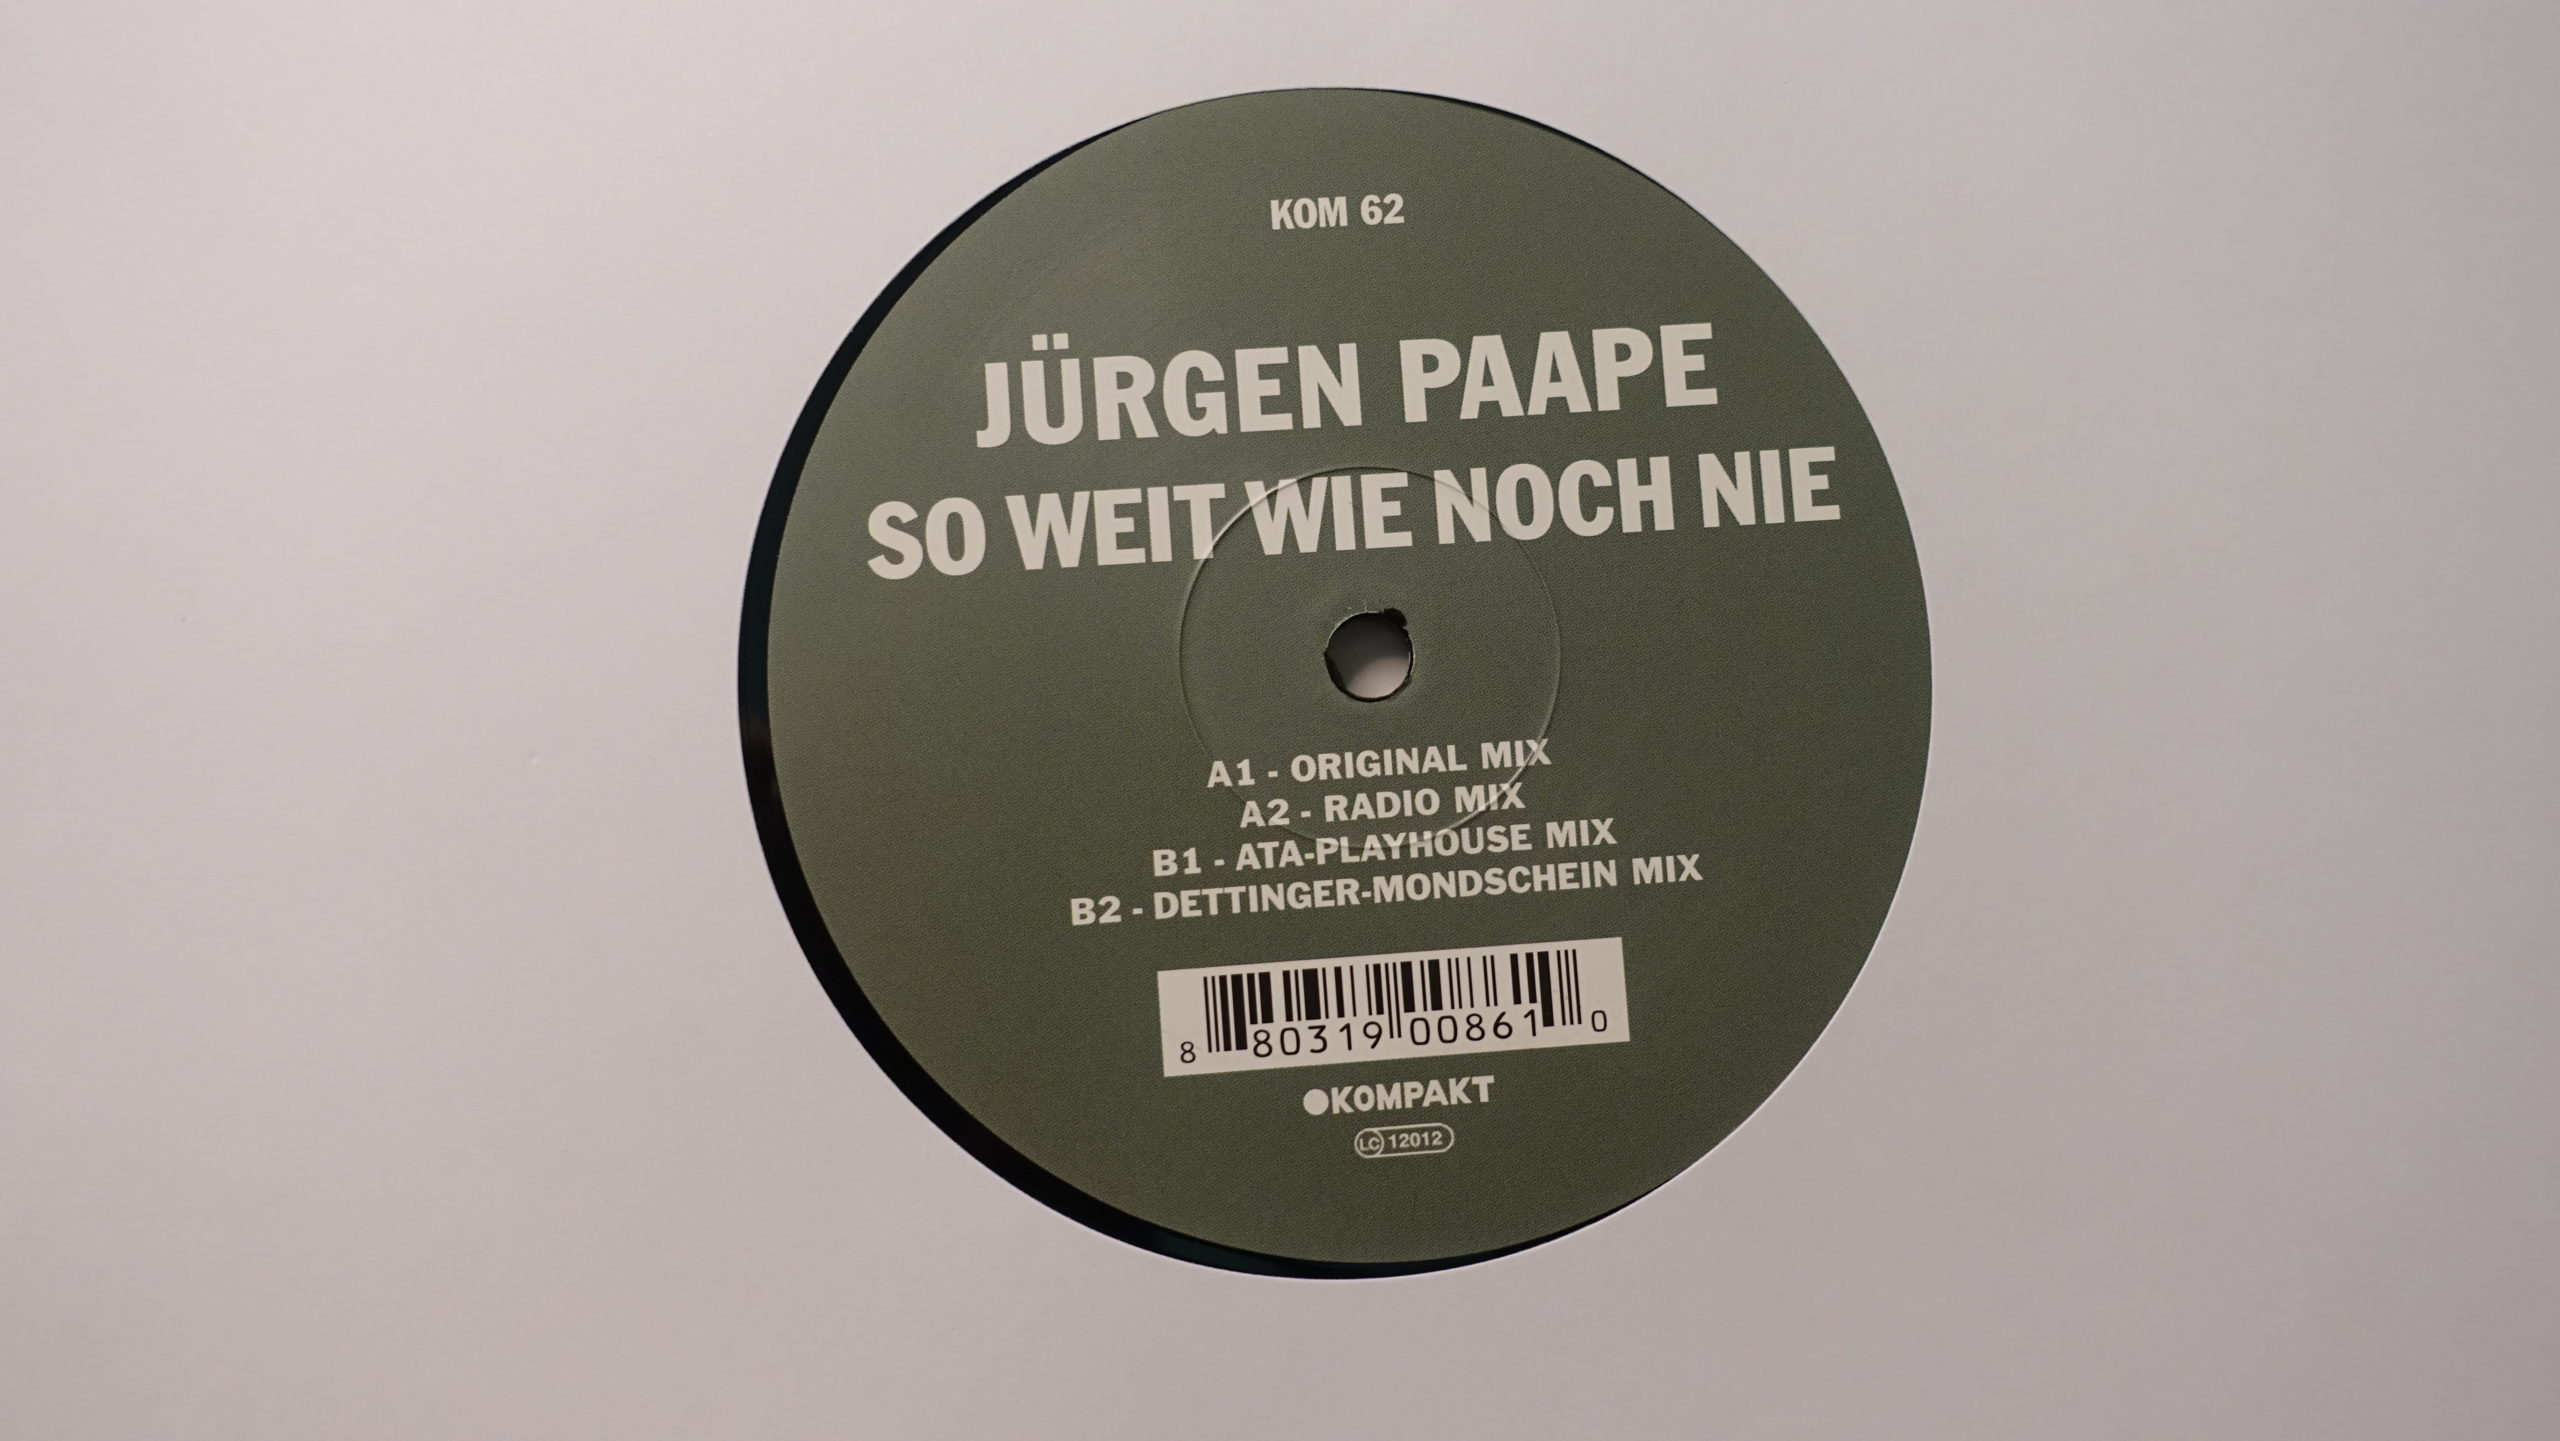 KOM 62
JÜRGEN PAAPE
SO WEIT WIE NOCH NIE
A1 - ORIGINAL MIX
A2 - RADIO MIX
B1 - ATA-PLAYHOUSE MIX
B2 - DETTINGER-MONDSCHEIN MIX
8 80319 00861 0
KOMPAKT
LC 12012